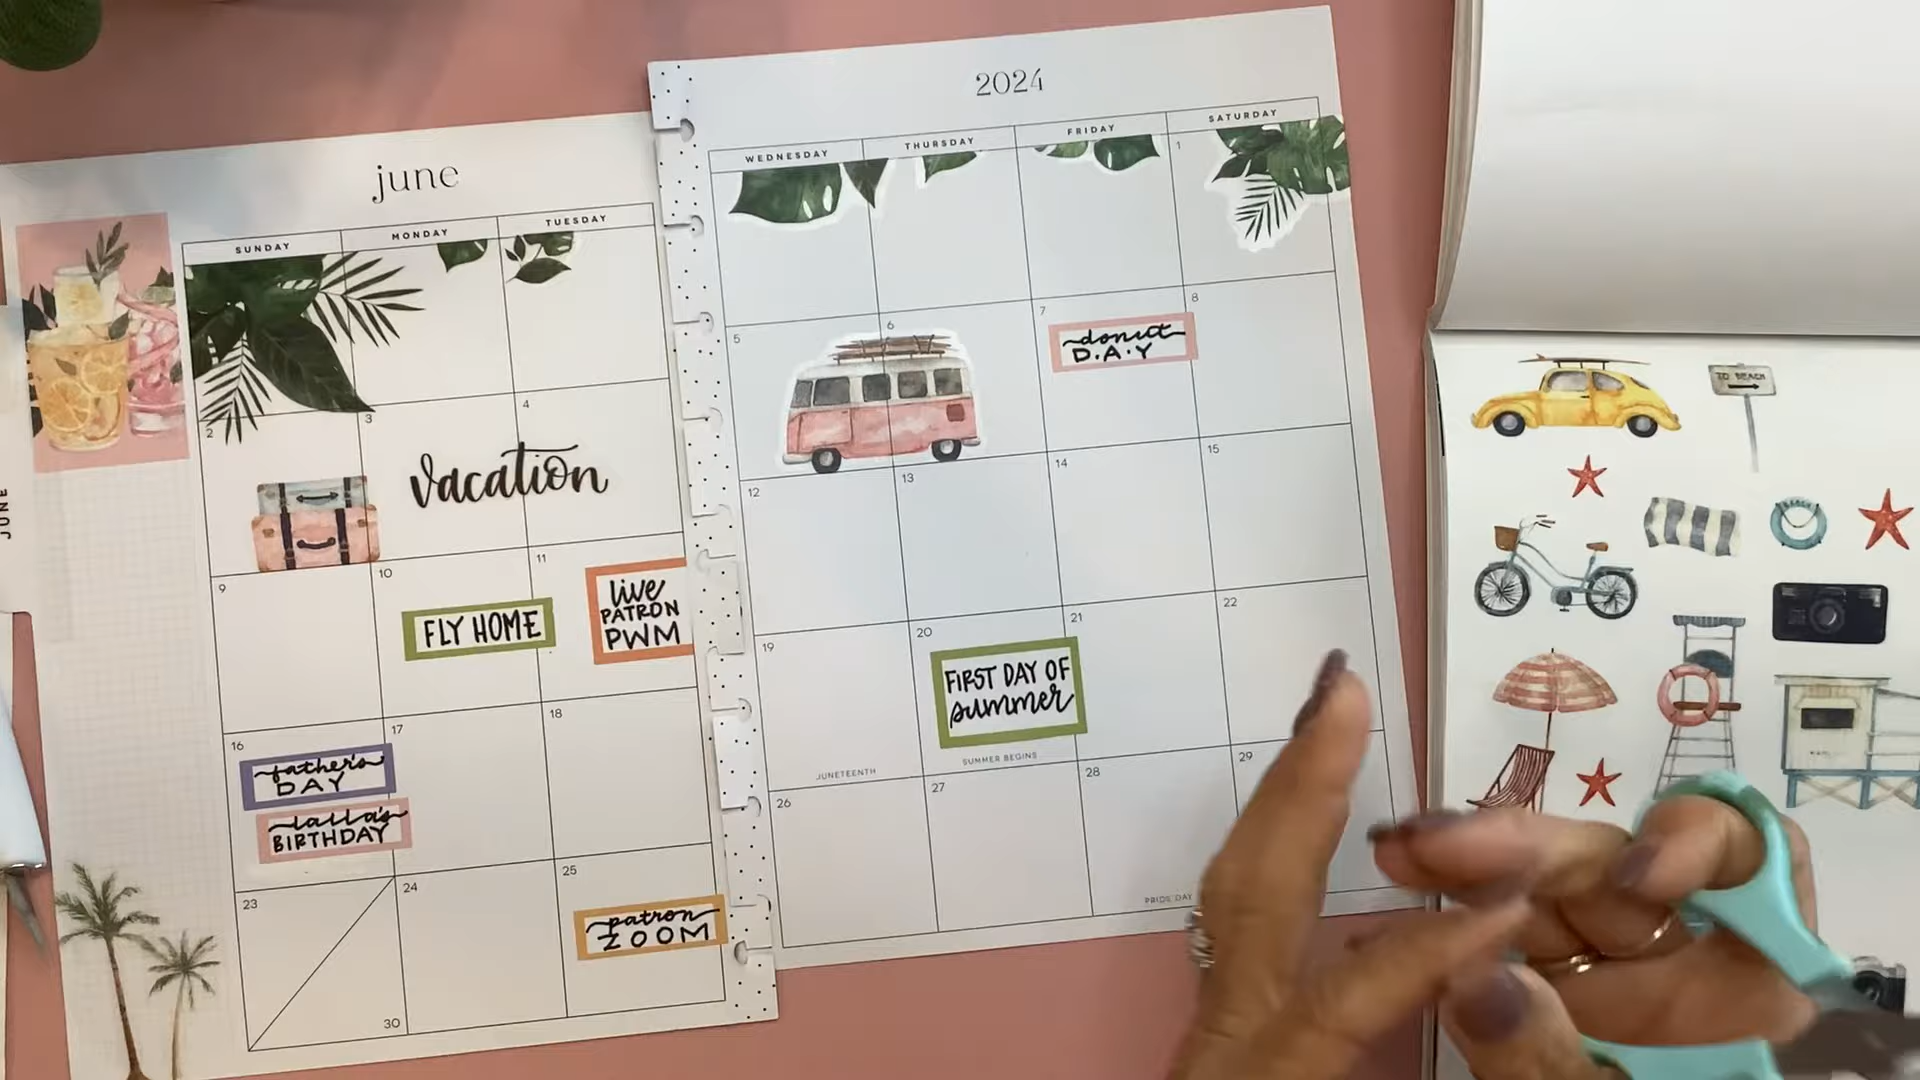 june
2024
SUNDAY
MONDAY
TUESDAY
WEDNESDAY
THURSDAY
FRIDAY
SATURDAY
1
2
3
4
vacation
5
6
7
donut
D.A.Y
8
9
10
FLY HOME
11
live
PATRON
PWM
12
13
14
15
16
father's
DAY
lalla's
BIRTHDAY
17
18
19
JUNETEENTH
20
FIRST DAY OF
summer
SUMMER BEGINS
21
22
23
30
24
25
patron
ZOOM
26
27
28
PRIDE DAY
29
JUNE
TO BEACH
BEACH